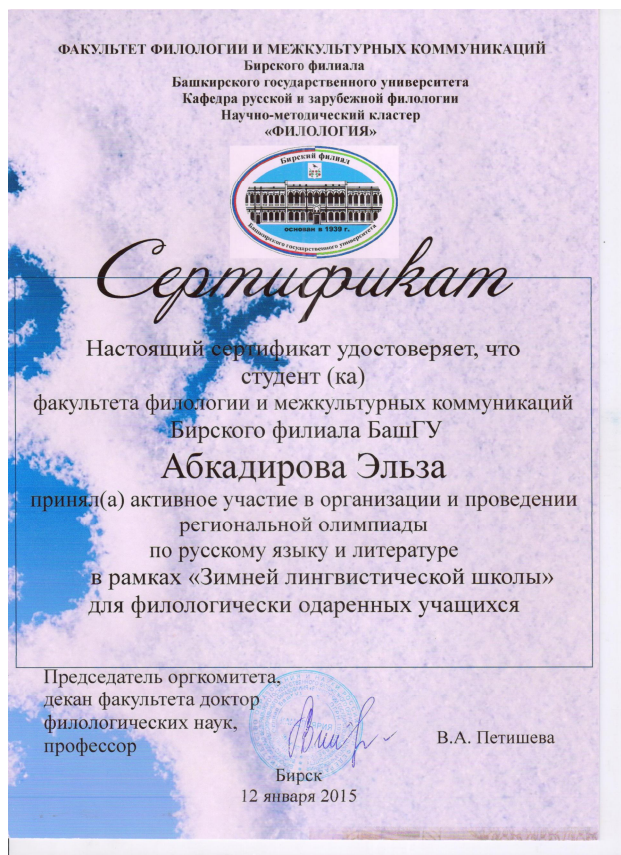 ФАКУЛЬТЕТ ФИЛОЛОГИИ И МЕЖКУЛЬТУРНЫХ КОММУНИКАЦИЙ
Бирского филиала
Башкирского государственного университета
Кафедра русской и зарубежной филологии
Научно-методический кластер
«ФИЛОЛОГИЯ»
Бирский филиал
основан в 1939 г.
Башкирского государственного университета
Сертификат
Настоящий сертификат удостоверяет, что
студент (ка)
факультета филологии и межкультурных коммуникаций
Бирского филиала БашГУ
Абкадирова Эльза
принял(а) активное участие в организации и проведении
региональной олимпиады
по русскому языку и литературе
в рамках «Зимней лингвистической школы»
для филологически одаренных учащихся
Председатель оргкомитета,
декан факультета доктор
филологических наук,
профессор
В.А. Петишева
Бирск
12 января 2015